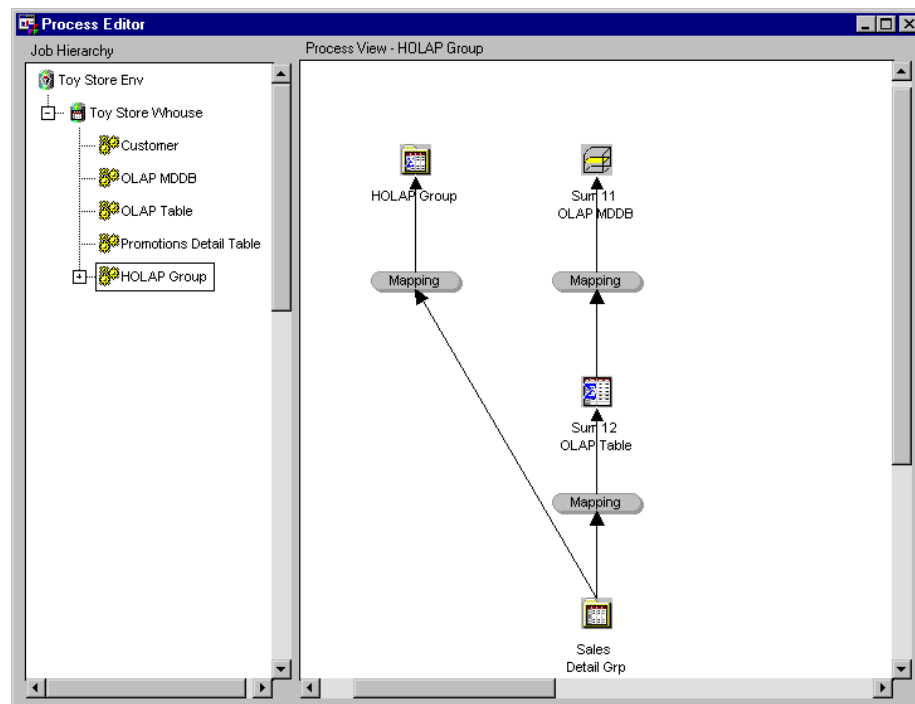 Process Editor
Job Hierarchy
Toy Store Env
Toy Store Whouse
Customer
OLAP MDDB
OLAP Table
Promotions Detail Table
HOLAP Group
Process View - HOLAP Group
HOLAP Group
Sum 11
OLAP MDDB
Mapping
Mapping
Sum 12
OLAP Table
Mapping
Sales
Detail Grp